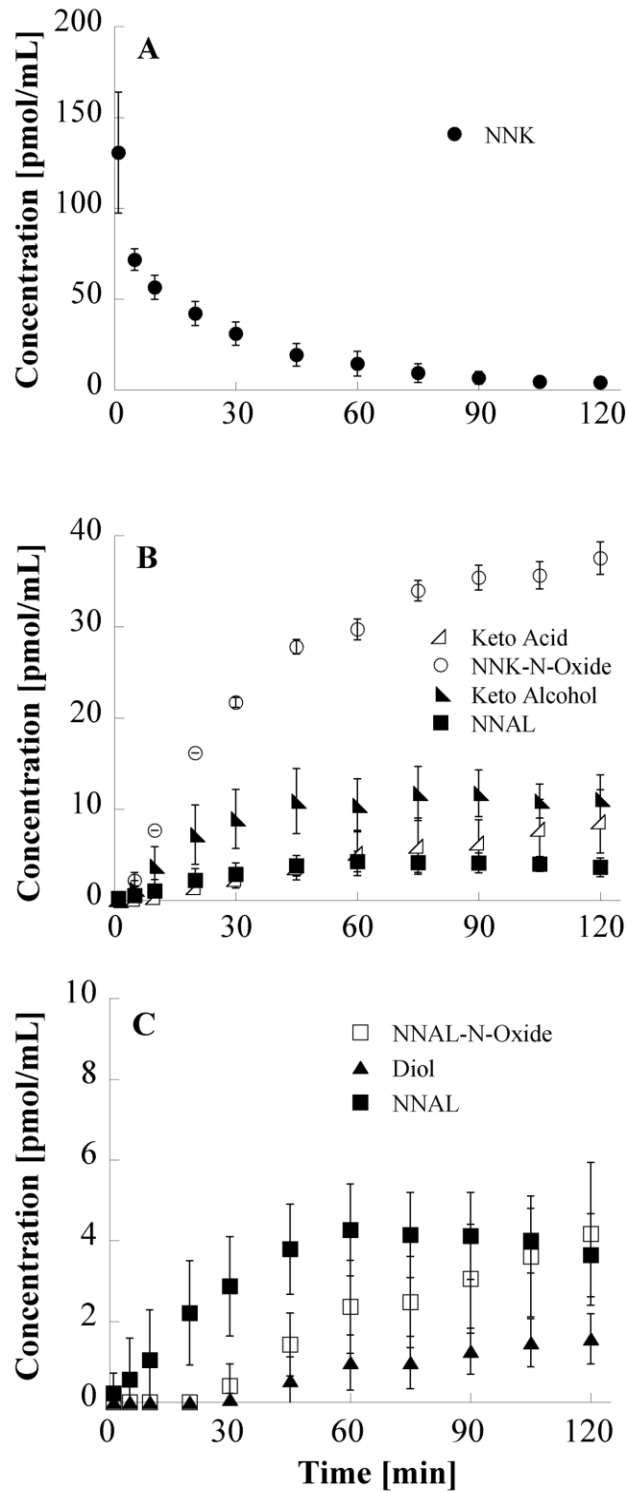 A
Concentration [pmol/mL]
200
150
100
50
0
NNK
0 30 60 90 120
B
Concentration [pmol/mL]
40
30
20
10
0
Keto Acid
NNK-N-Oxide
Keto Alcohol
NNAL
0 30 60 90 120
C
Concentration [pmol/mL]
10
8
6
4
2
0
NNAL-N-Oxide
Diol
NNAL
0 30 60 90 120
Time [min]